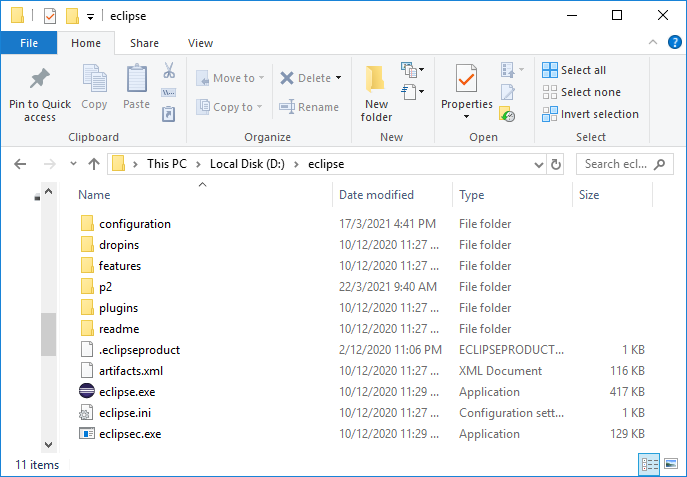 eclipse
File Home Share View
Pin to Quick access
Copy
Paste
Clipboard
Move to
Copy to
Delete
Rename
Organize
New folder
New
Properties
Open
Select all
Select none
Invert selection
Select
This PC > Local Disk (D:) > eclipse
Search ecl...
Name Date modified Type Size
configuration 17/3/2021 4:41 PM File folder
dropins 10/12/2020 11:27 ... File folder
features 10/12/2020 11:27 ... File folder
p2 22/3/2021 9:40 AM File folder
plugins 10/12/2020 11:27 ... File folder
readme 10/12/2020 11:27 ... File folder
.eclipseproduct 2/12/2020 11:06 PM ECLIPSEPRODUCT... 1 KB
artifacts.xml 10/12/2020 11:27 ... XML Document 116 KB
eclipse.exe 10/12/2020 11:29 ... Application 417 KB
eclipse.ini 10/12/2020 11:27 ... Configuration sett... 1 KB
eclipsec.exe 10/12/2020 11:29 ... Application 129 KB
11 items